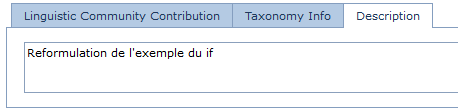 Linguistic Community Contribution Taxonomy Info Description
Reformulation de l'exemple du if